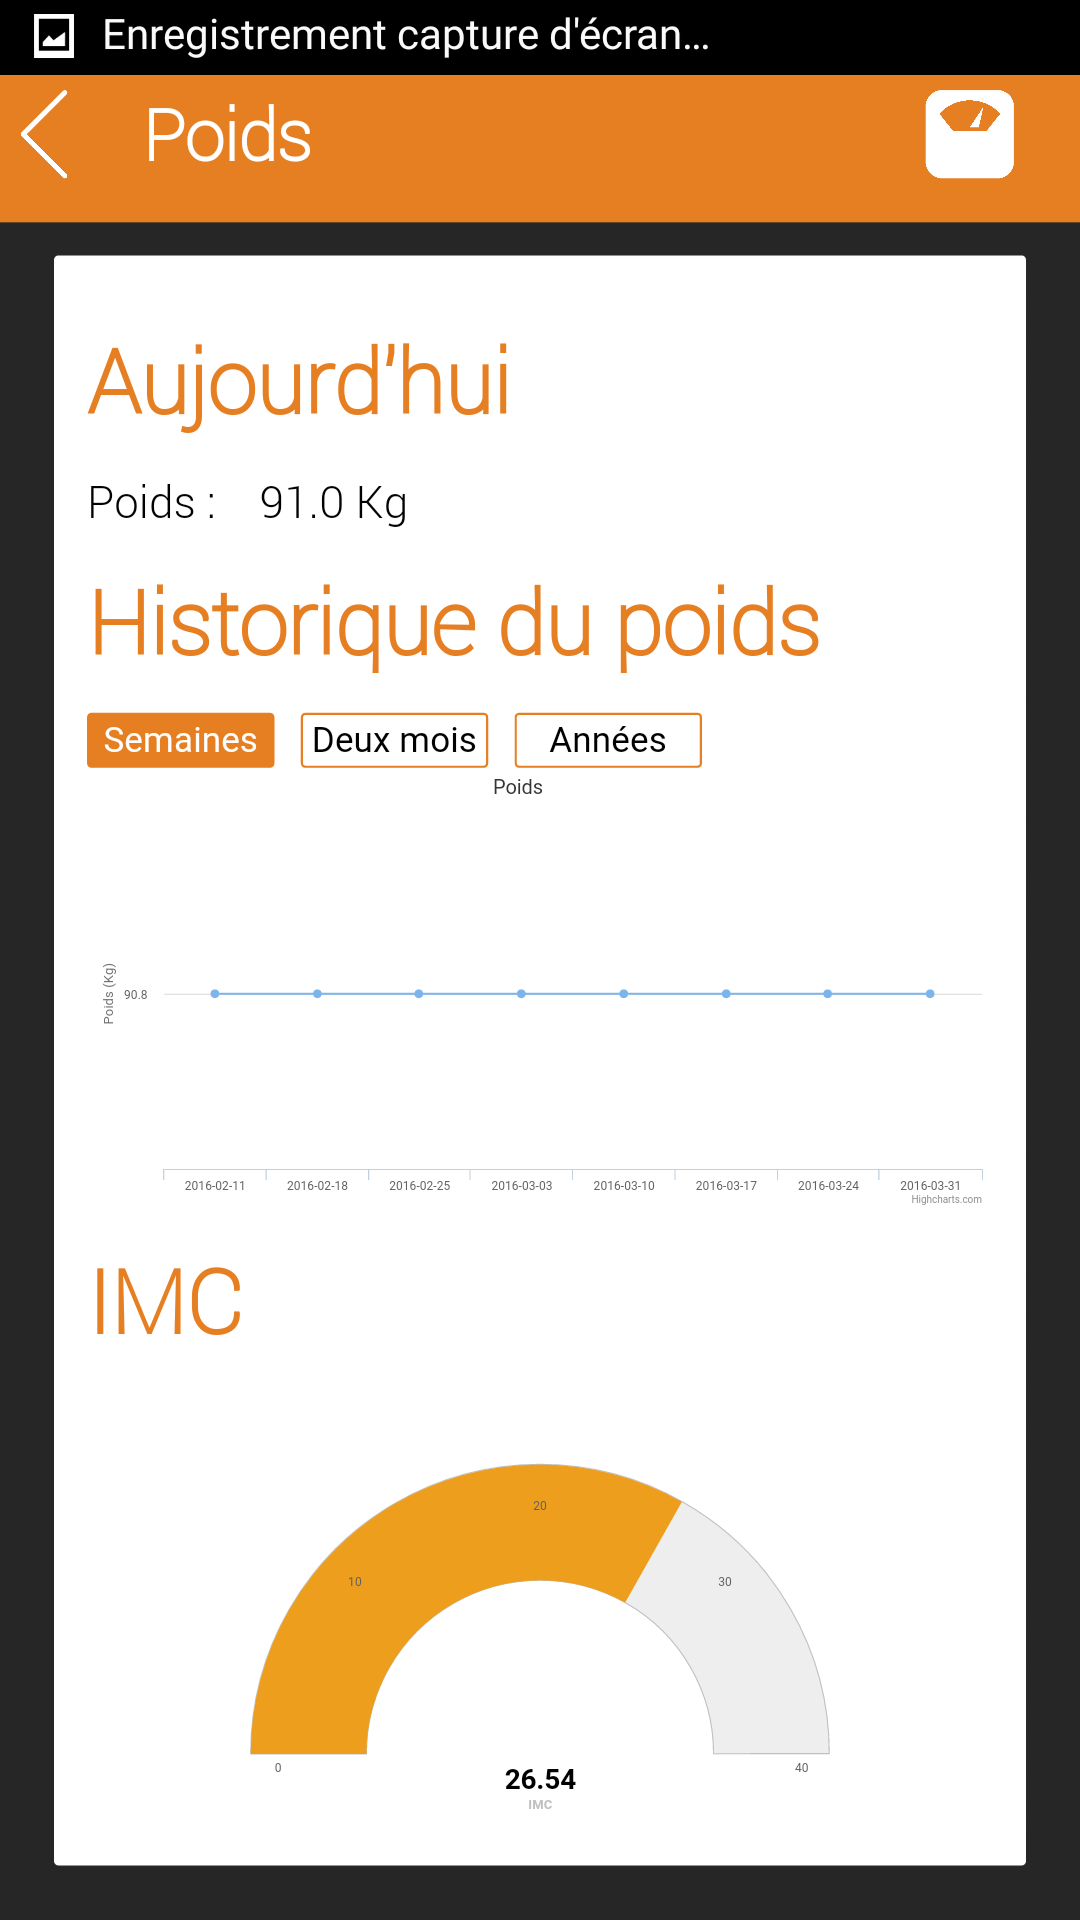 Enregistrement capture d'écran...
Poids
Aujourd'hui
Poids : 91.0 Kg
Historique du poids
Semaines Deux mois Années
Poids
Poids (Kg)
90.8
2016-02-11 2016-02-18 2016-02-25 2016-03-03 2016-03-10 2016-03-17 2016-03-24 2016-03-31
Highcharts.com
IMC
20
10 30
0 40
26.54
IMC